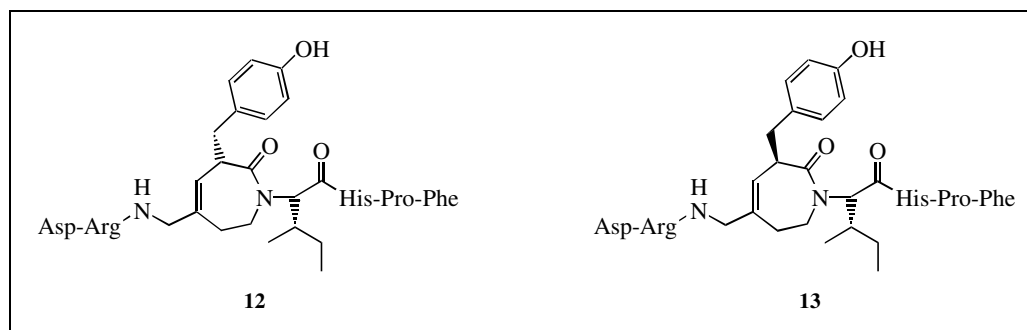 OH
O
O
H
N
N
His-Pro-Phe
Asp-Arg
12
OH
O
O
H
N
N
His-Pro-Phe
Asp-Arg
13